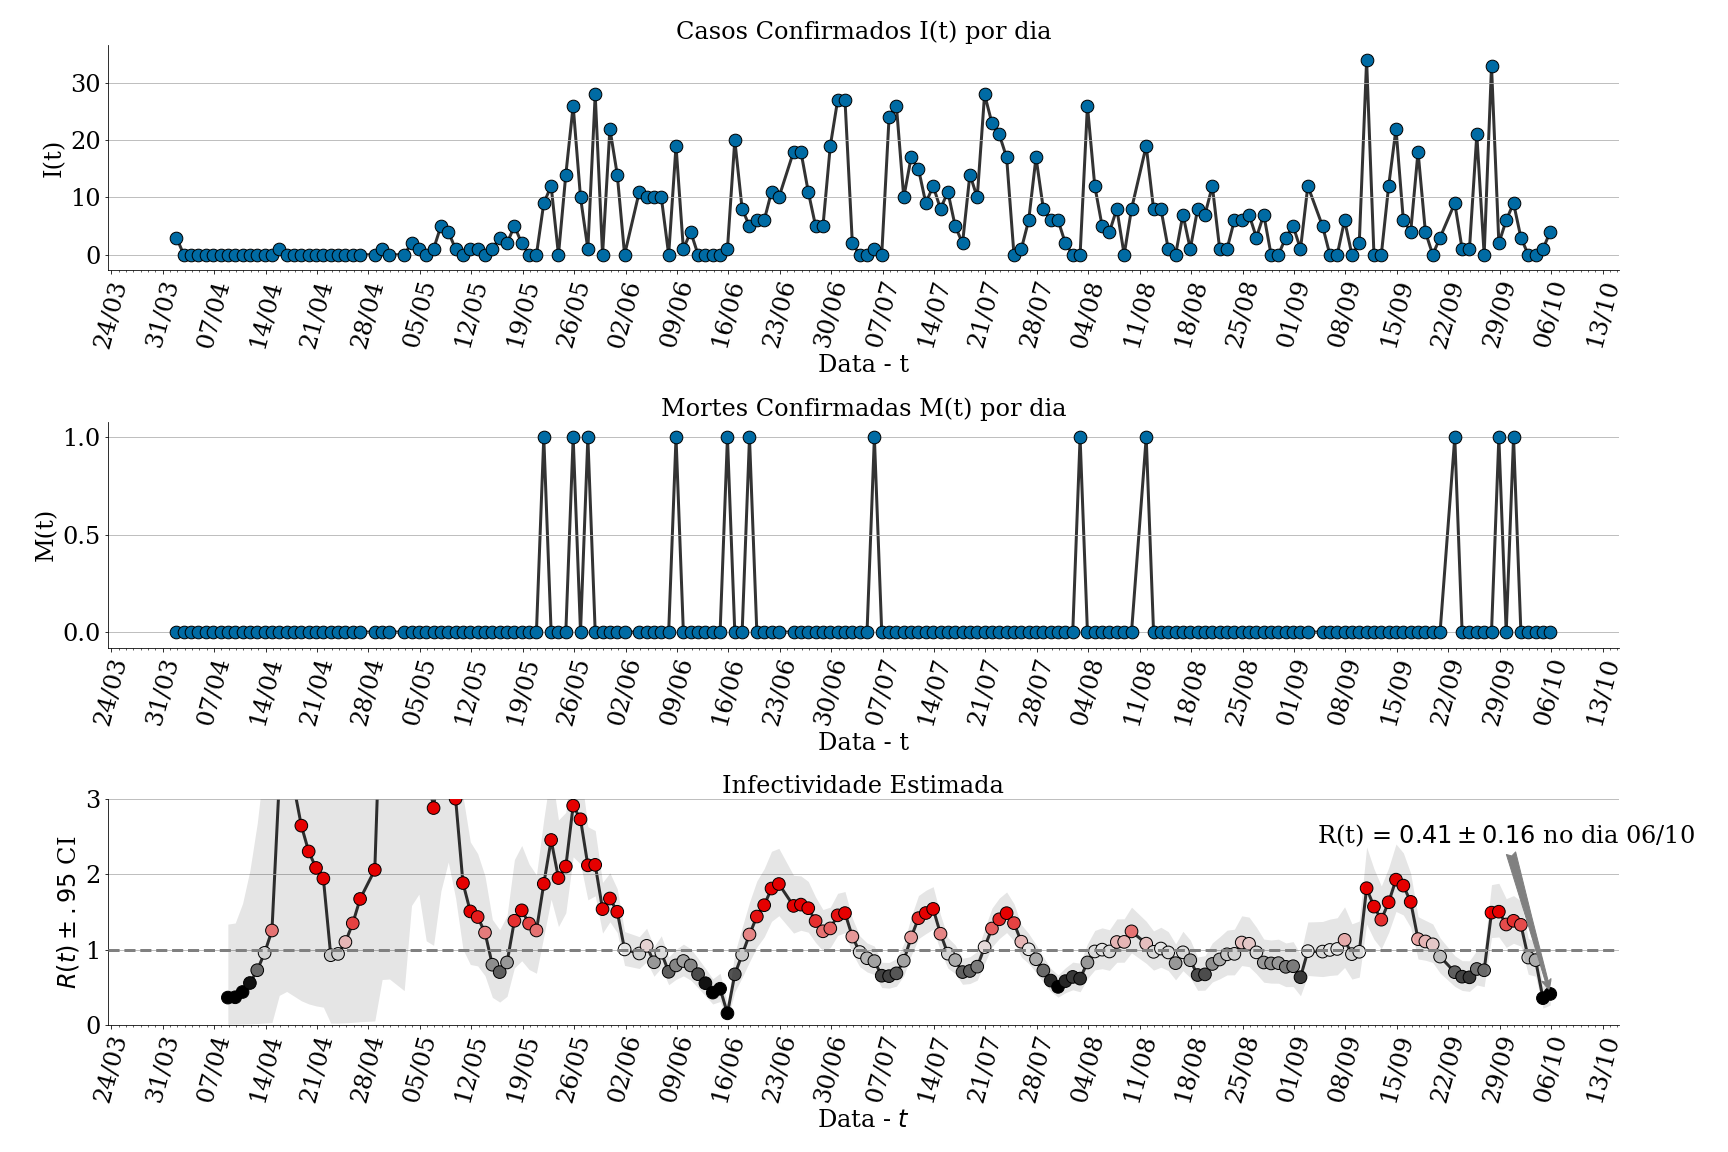 Casos Confirmados I(t) por dia
I(t)
30
20
10
0
24/03 31/03 07/04 14/04 21/04 28/04 05/05 12/05 19/05 26/05 02/06 09/06 16/06 23/06 30/06 07/07 14/07 21/07 28/07 04/08 11/08 18/08 25/08 01/09 08/09 15/09 22/09 29/09 06/10 13/10
Data - t
Mortes Confirmadas M(t) por dia
M(t)
1.0
0.5
0.0
24/03 31/03 07/04 14/04 21/04 28/04 05/05 12/05 19/05 26/05 02/06 09/06 16/06 23/06 30/06 07/07 14/07 21/07 28/07 04/08 11/08 18/08 25/08 01/09 08/09 15/09 22/09 29/09 06/10 13/10
Data - t
Infectividade Estimada
R(t) ± .95 CI
3
2
1
0
R(t) = 0.41 ± 0.16 no dia 06/10
24/03 31/03 07/04 14/04 21/04 28/04 05/05 12/05 19/05 26/05 02/06 09/06 16/06 23/06 30/06 07/07 14/07 21/07 28/07 04/08 11/08 18/08 25/08 01/09 08/09 15/09 22/09 29/09 06/10 13/10
Data - t